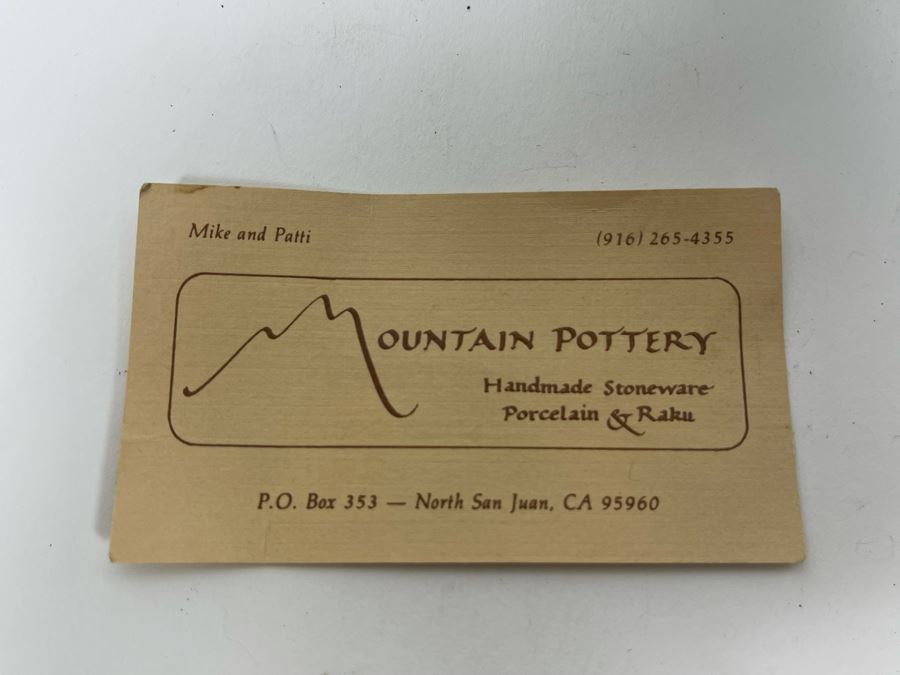 Mike and Patti
(916) 265-4355
MOUNTAIN POTTERY
Handmade Stoneware
Porcelain & Raku
P.O. Box 353 — North San Juan, CA 95960